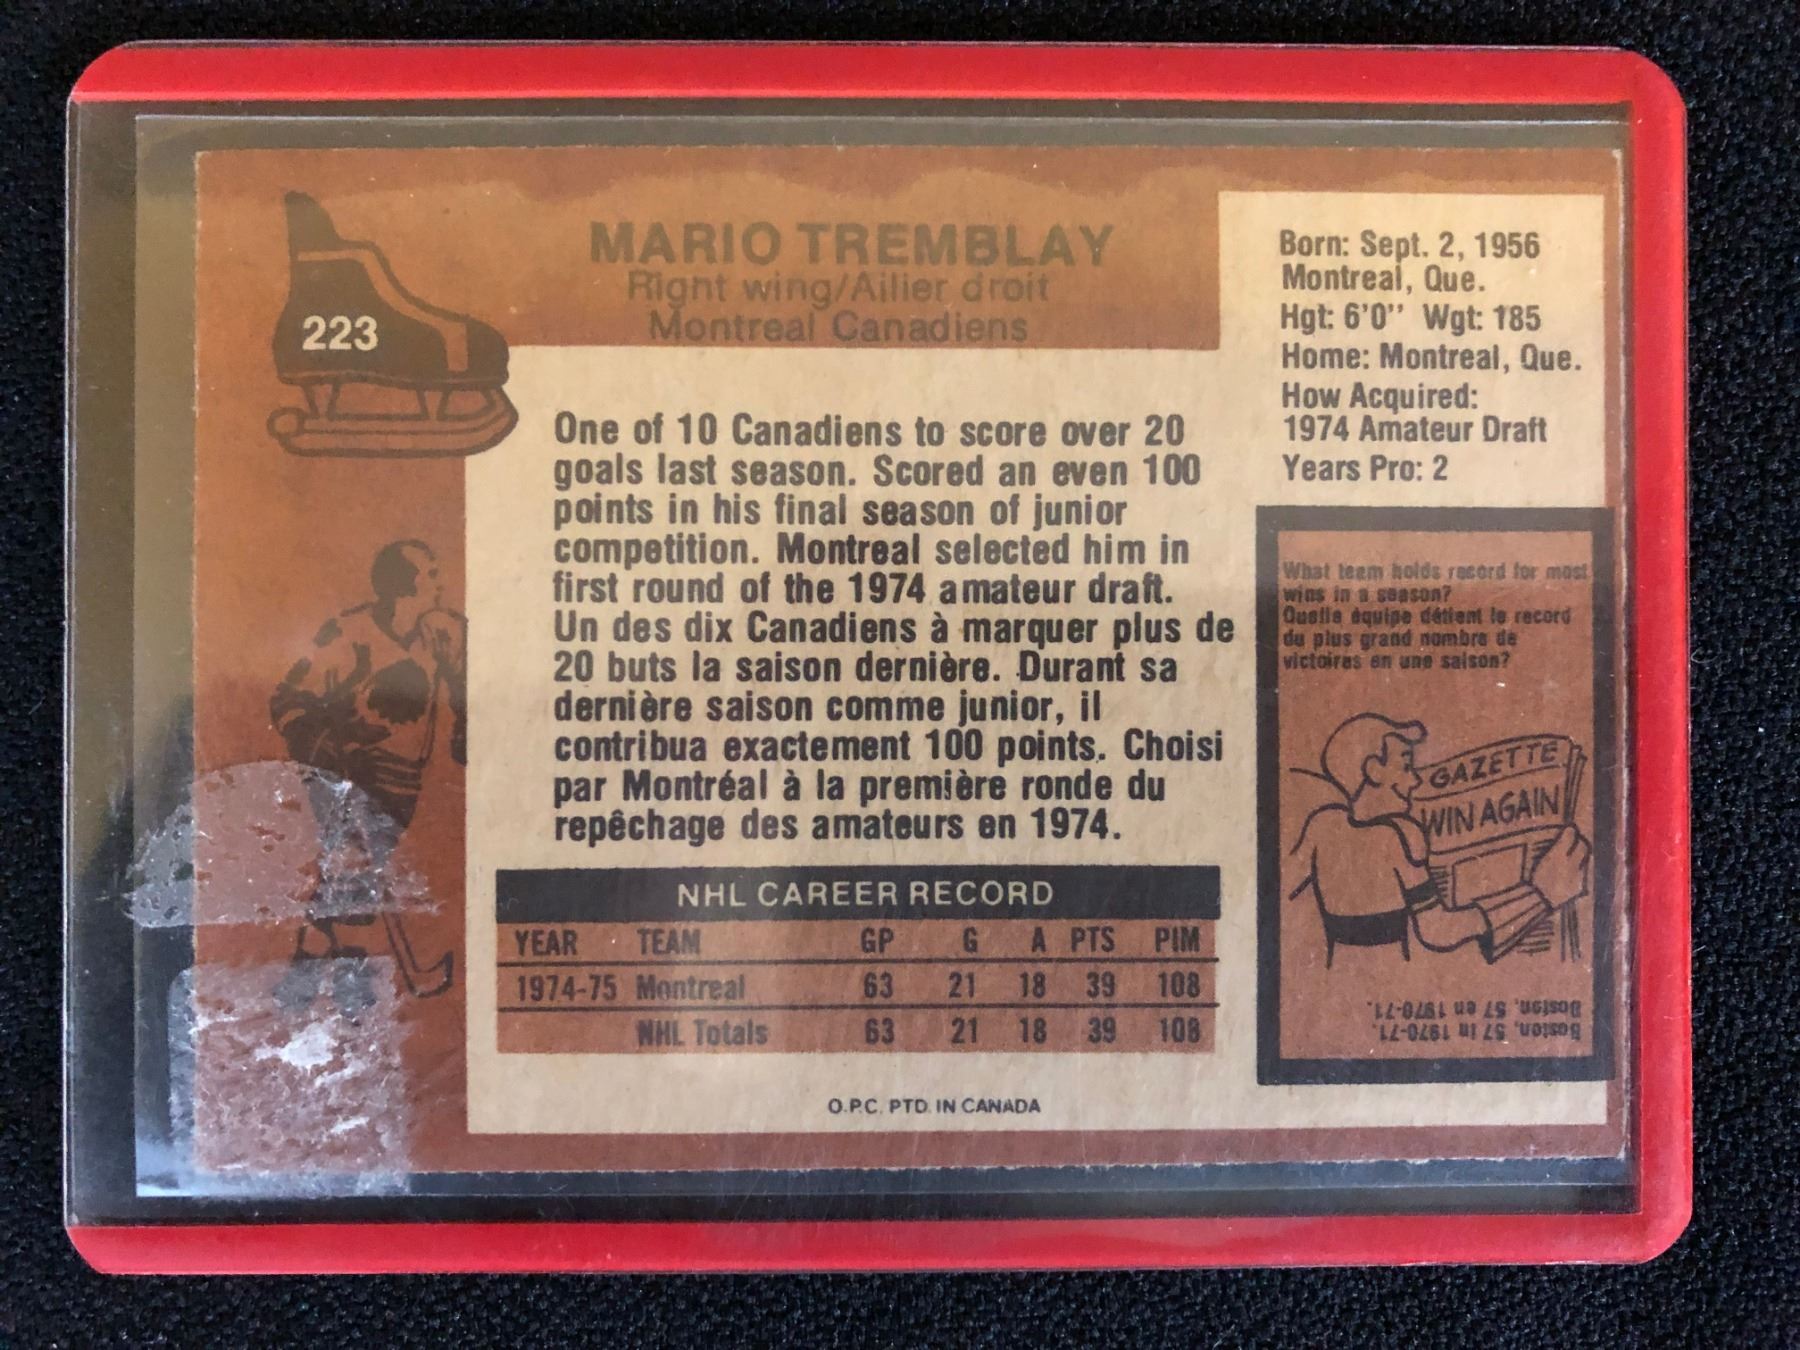 MARIO TREMBLAY
Right wing/Ailier droit
Montreal Canadiens
223
Born: Sept. 2, 1956
Montreal, Que.
Hgt: 6'0" Wgt: 185
Home: Montreal, Que.
How Acquired:
1974 Amateur Draft
Years Pro: 2
One of 10 Canadiens to score over 20
goals last season. Scored an even 100
points in his final season of junior
competition. Montreal selected him in
first round of the 1974 amateur draft.
Un des dix Canadiens à marquer plus de
20 buts la saison dernière. Durant sa
dernière saison comme junior, il
contribua exactement 100 points. Choisi
par Montréal à la première ronde du
repêchage des amateurs en 1974.
NHL CAREER RECORD
YEAR TEAM GP G A PTS PIM
1974-75 Montreal 63 21 18 39 108
NHL Totals 63 21 18 39 108
O.P.C. PTD. IN CANADA
What team holds record for most
wins in a season?
Quelle équipe détient le record
du plus grand nombre de
victoires en une saison?
GAZETTE
WIN AGAIN
Boston, 57 in 1970-71.
Boston, 57 en 1970-71.